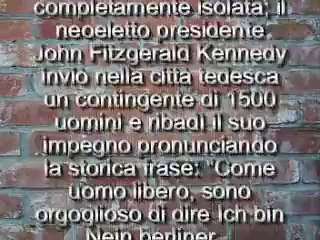 completamente isolata; il
neoeletto presidente
John Fitzgerald Kennedy
inviò nella città tedesca
un contingente di 1500
uomini e ribadì il suo
impegno pronunciando
la storica frase: "Come
uomo libero, sono
orgoglioso di dire Ich bin
Nein berliner